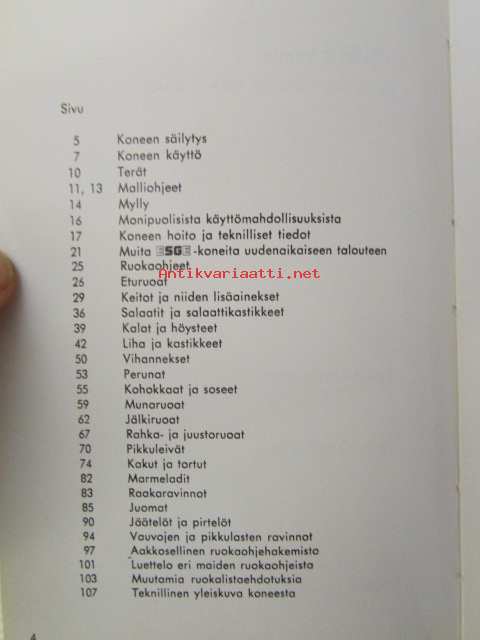 Sivu
5 Koneen säilytys
7 Koneen käyttö
10 Terät
11, 13 Malliohjeet
14 Mylly
16 Monipuolisista käyttömahdollisuuksista
17 Koneen hoito ja teknilliset tiedot
21 Muita ESGE -koneita uudenaikaiseen talouteen
25 Ruokaohjeet
Antikvariaatti.net
26 Eturuoat
29 Keitot ja niiden lisäainekset
36 Salaatit ja salaattikastikkeet
39 Kalat ja höysteet
42 Liha ja kastikkeet
50 Vihannekset
53 Perunat
55 Kohokkaat ja soseet
59 Munaruoat
62 Jälkiruoat
67 Rahka- ja juustoruoat
70 Pikkuleivät
74 Kakut ja tortut
82 Marmeladit
83 Raakaravinnot
85 Juomat
90 Jäätelöt ja pirtelöt
94 Vauvojen ja pikkulasten ravinnot
97 Aakkosellinen ruokaohjehakemisto
101 Luettelo eri maiden ruokaohjeista
103 Muutamia ruokalistaehdotuksia
107 Teknillinen yleiskuva koneesta
4